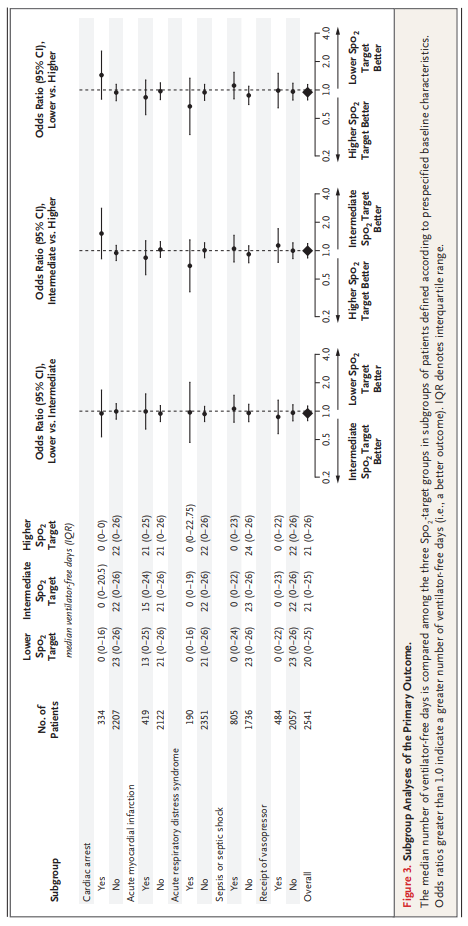 Subgroup No. of Patients Lower Spo2 Target Intermediate Spo2 Target Higher Spo2 Target Odds Ratio (95% CI), Lower vs. Intermediate Odds Ratio (95% CI), Intermediate vs. Higher Odds Ratio (95% CI), Lower vs. Higher
median ventilator-free days (IQR)
Cardiac arrest
Yes 334 0 (0–16) 0 (0–20.5) 0 (0–0)
No 2207 23 (0–26) 22 (0–26) 22 (0–26)
Acute myocardial infarction
Yes 419 13 (0–25) 15 (0–24) 21 (0–25)
No 2122 21 (0–26) 21 (0–26) 21 (0–26)
Acute respiratory distress syndrome
Yes 190 0 (0–16) 0 (0–19) 0 (0–22.75)
No 2351 21 (0–26) 22 (0–26) 22 (0–26)
Sepsis or septic shock
Yes 805 0 (0–24) 0 (0–22) 0 (0–23)
No 1736 23 (0–26) 23 (0–26) 24 (0–26)
Receipt of vasopressor
Yes 484 0 (0–22) 0 (0–23) 0 (0–22)
No 2057 23 (0–26) 22 (0–26) 22 (0–26)
Overall 2541 20 (0–25) 21 (0–25) 21 (0–26)
0.2 0.5 1.0 2.0 4.0 0.2 0.5 1.0 2.0 4.0 0.2 0.5 1.0 2.0 4.0
Intermediate Spo2 Target Better Lower Spo2 Target Better Higher Spo2 Target Better Intermediate Spo2 Target Better Higher Spo2 Target Better Lower Spo2 Target Better
Figure 3. Subgroup Analyses of the Primary Outcome.
The median number of ventilator-free days is compared among the three Spo2-target groups in subgroups of patients defined according to prespecified baseline characteristics.
Odds ratios greater than 1.0 indicate a greater number of ventilator-free days (i.e., a better outcome). IQR denotes interquartile range.